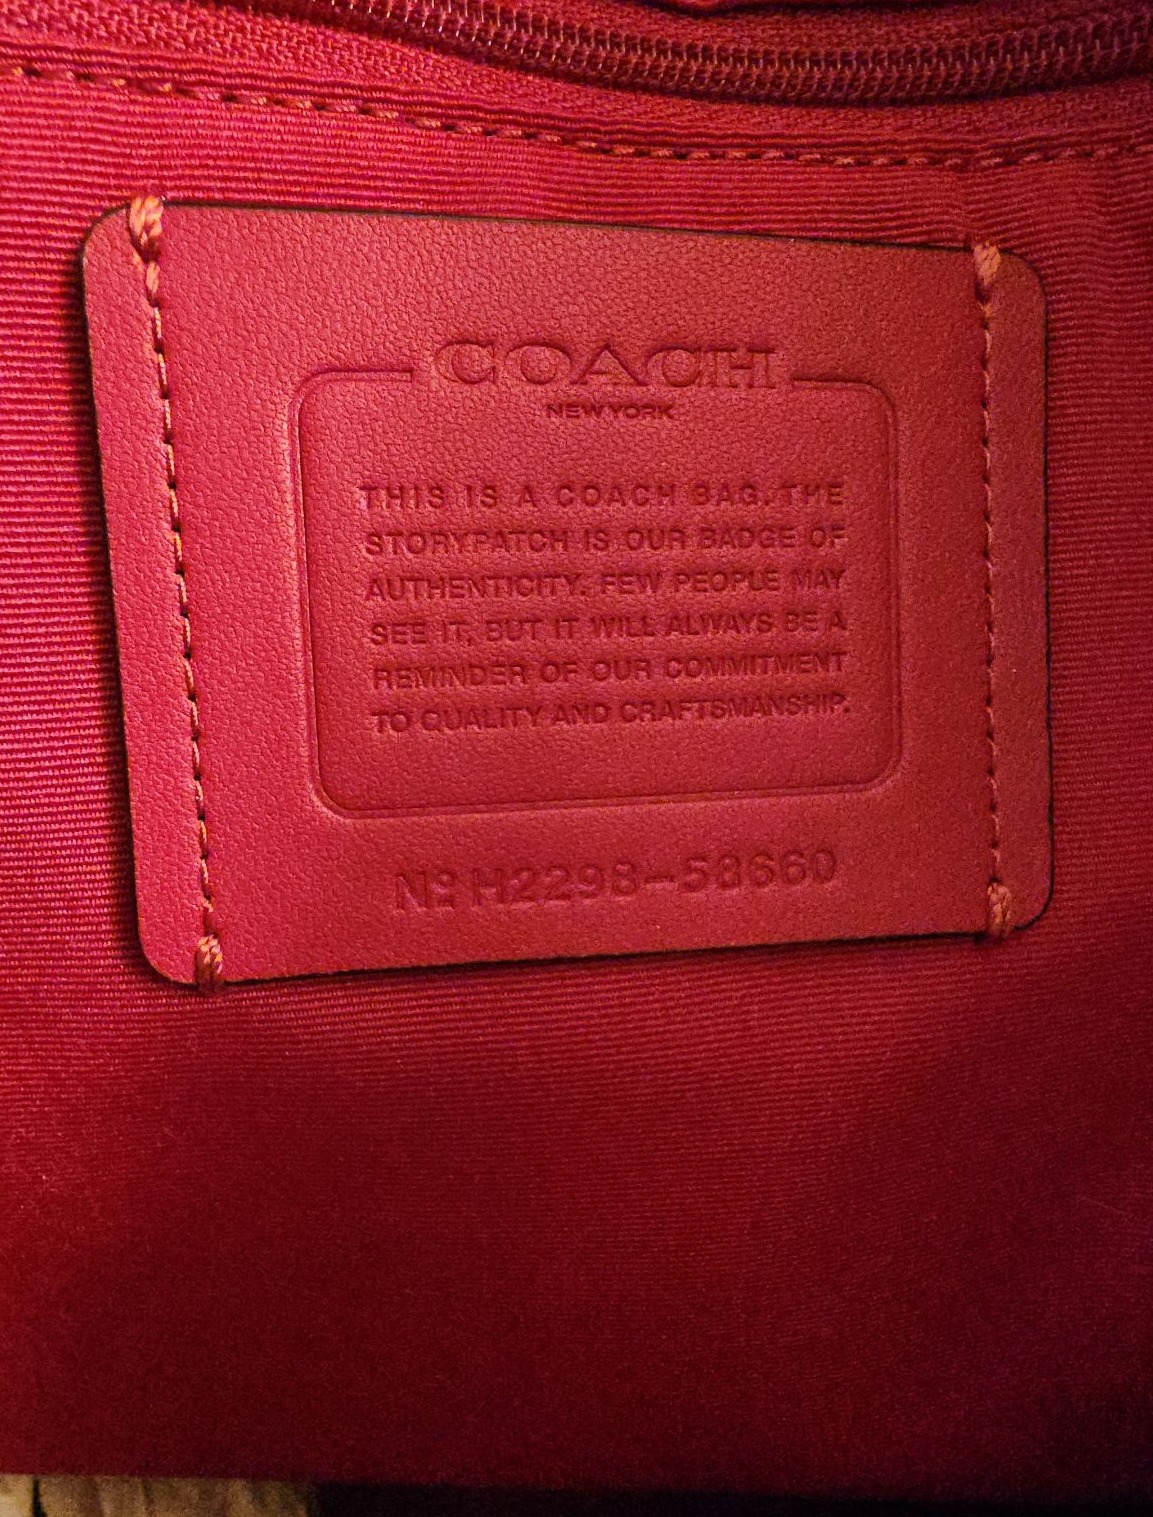 COACH
NEW YORK
THIS IS A COACH BAG. THE
STORYPATCH IS OUR BADGE OF
AUTHENTICITY. FEW PEOPLE MAY
SEE IT, BUT IT WILL ALWAYS BE A
REMINDER OF OUR COMMITMENT
TO QUALITY AND CRAFTSMANSHIP.
Nº H2298-58660